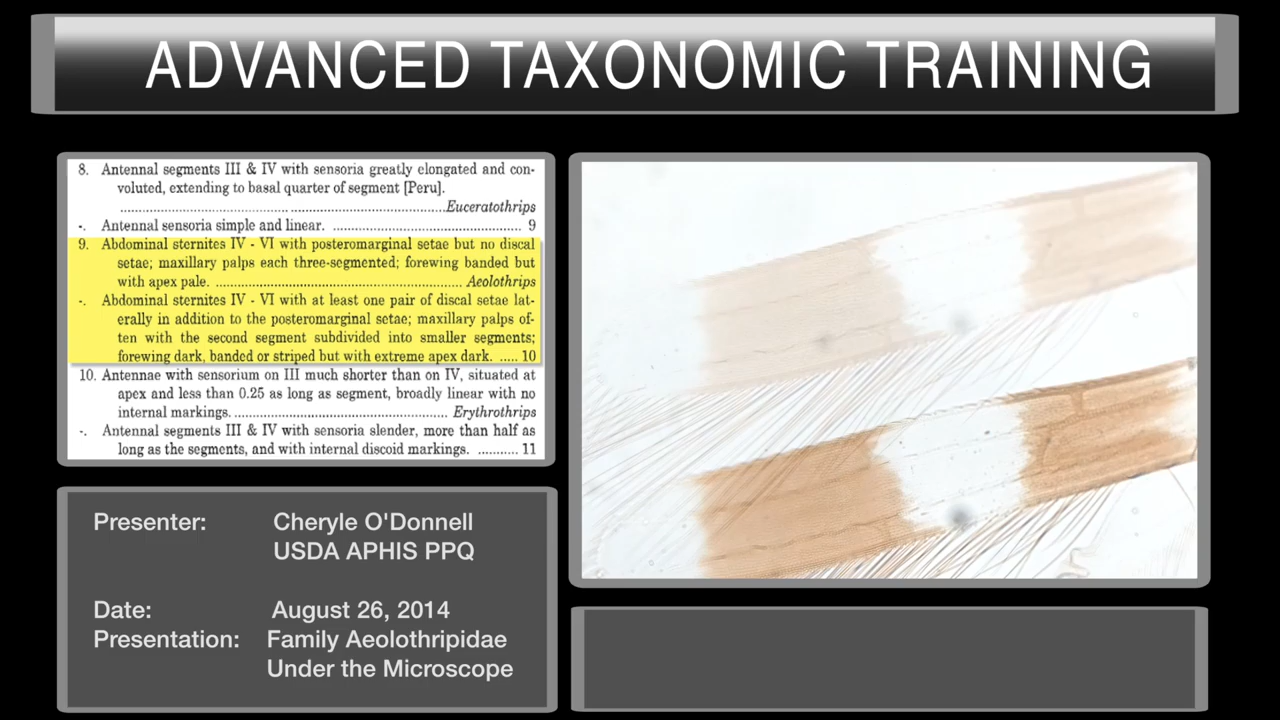 ADVANCED TAXONOMIC TRAINING
8. Antennal segments III & IV with sensoria greatly elongated and con-
voluted, extending to basal quarter of segment [Peru].
........................................................................Euceratothrips
-. Antennal sensoria simple and linear. .......................................... 9
9. Abdominal sternites IV - VI with posteromarginal setae but no discal
setae; maxillary palps each three-segmented; forewing banded but
with apex pale. ...................................................... Aeolothrips
-. Abdominal sternites IV - VI with at least one pair of discal setae lat-
erally in addition to the posteromarginal setae; maxillary palps of-
ten with the second segment subdivided into smaller segments;
forewing dark, banded or striped but with extreme apex dark. ..... 10
10. Antennae with sensorium on III much shorter than on IV, situated at
apex and less than 0.25 as long as segment, broadly linear with no
internal markings............................................... Erythrothrips
-. Antennal segments III & IV with sensoria slender, more than half as
long as the segments, and with internal discoid markings. .......... 11
Presenter: Cheryle O'Donnell
USDA APHIS PPQ
Date: August 26, 2014
Presentation: Family Aeolothripidae
Under the Microscope